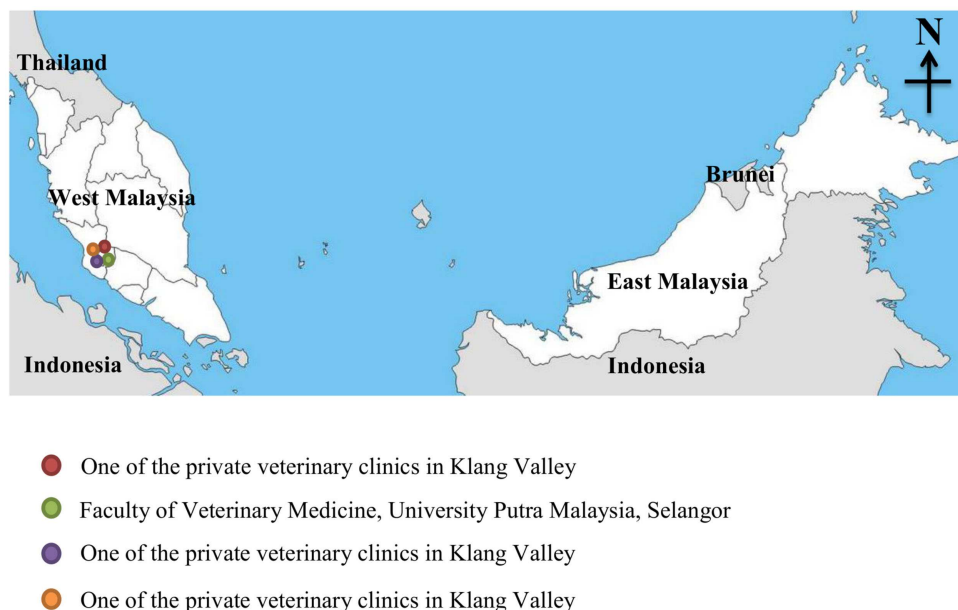 N
Thailand
Brunei
West Malaysia
East Malaysia
Indonesia
Indonesia
One of the private veterinary clinics in Klang Valley
Faculty of Veterinary Medicine, University Putra Malaysia, Selangor
One of the private veterinary clinics in Klang Valley
One of the private veterinary clinics in Klang Valley